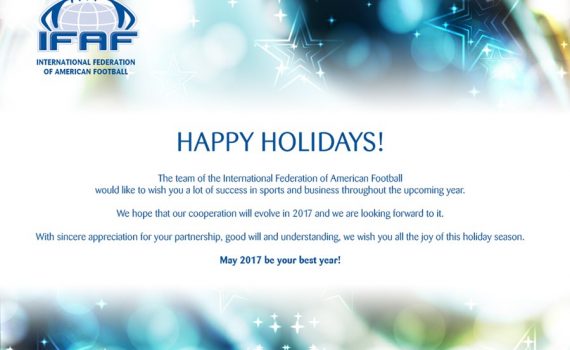 IFAF
INTERNATIONAL FEDERATION
OF AMERICAN FOOTBALL
HAPPY HOLIDAYS!
The team of the International Federation of American Football
would like to wish you a lot of success in sports and business throughout the upcoming year.
We hope that our cooperation will evolve in 2017 and we are looking forward to it.
With sincere appreciation for your partnership, good will and understanding, we wish you all the joy of this holiday season.
May 2017 be your best year!